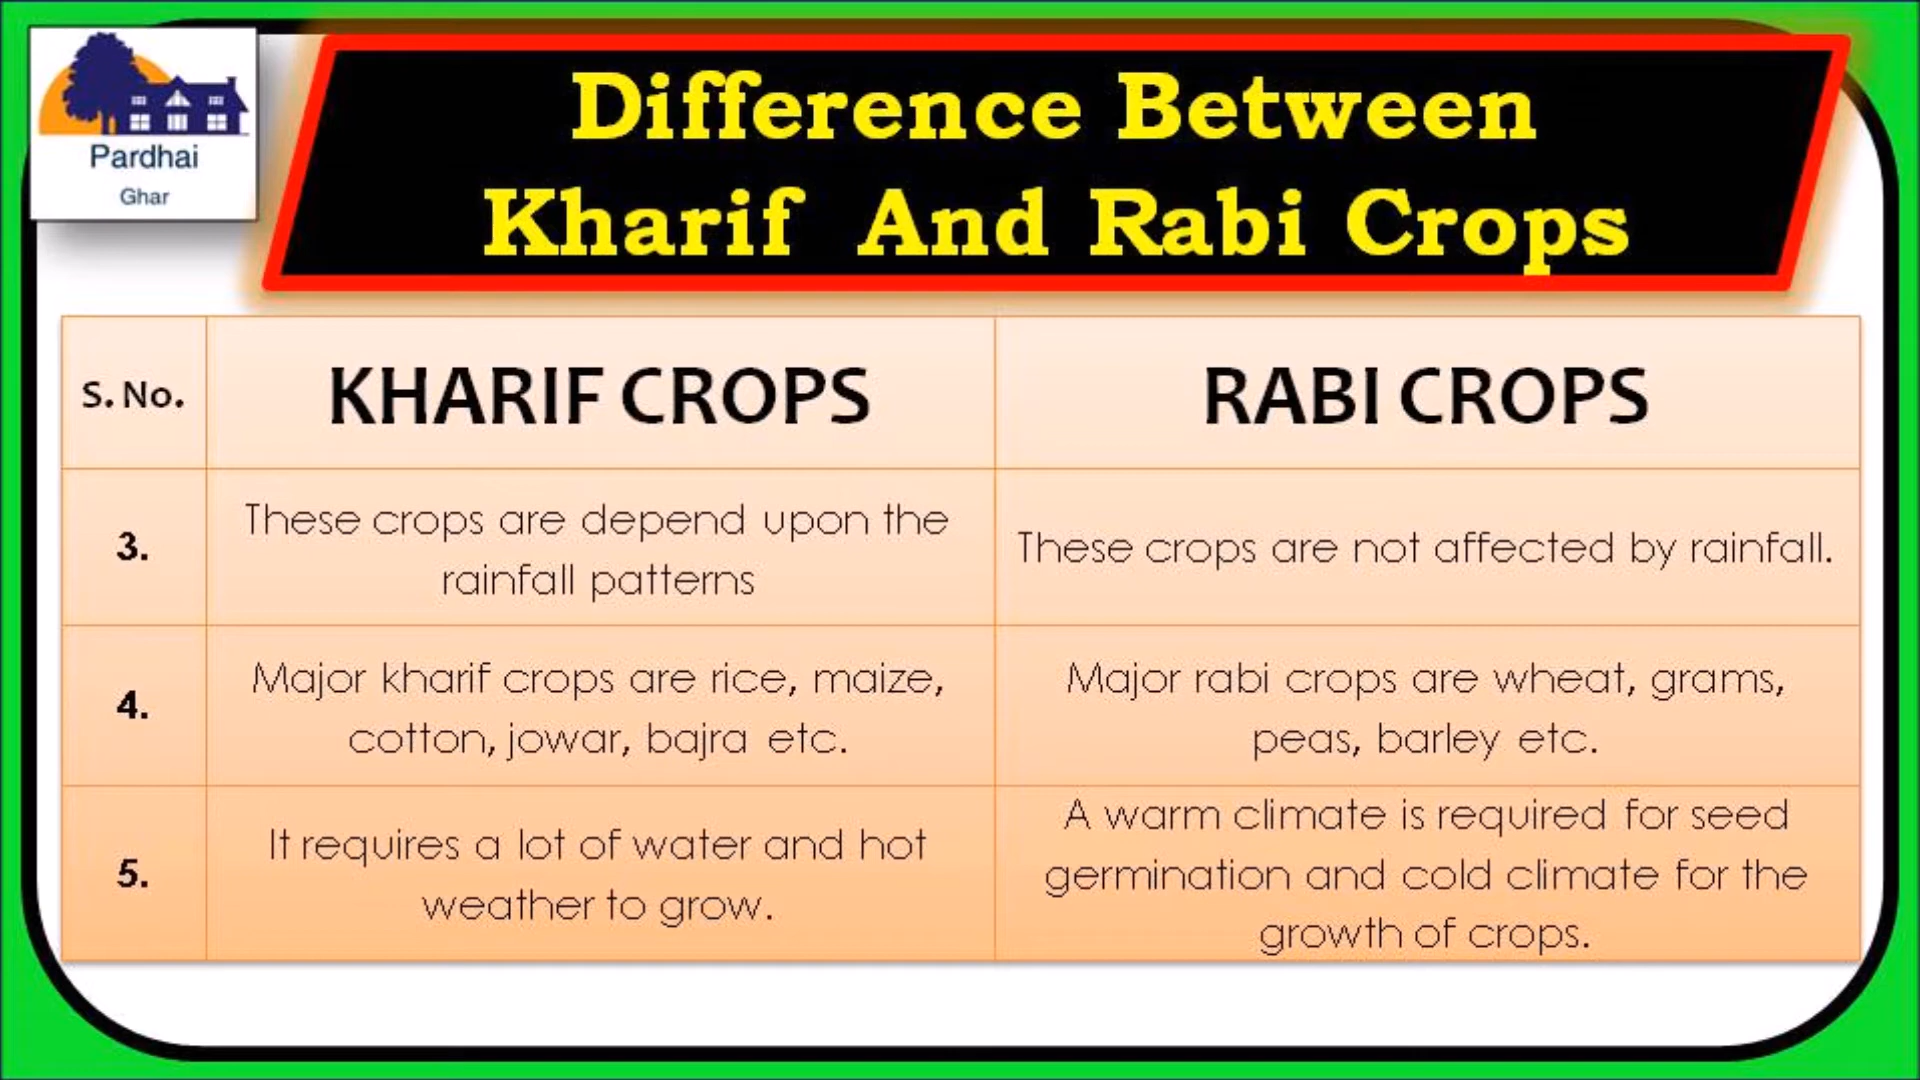 Pardhai
Ghar
Difference Between
Kharif And Rabi Crops
S. No.
KHARIF CROPS
RABI CROPS
3.
These crops are depend upon the
rainfall patterns
These crops are not affected by rainfall.
4.
Major kharif crops are rice, maize,
cotton, jowar, bajra etc.
Major rabi crops are wheat, grams,
peas, barley etc.
5.
It requires a lot of water and hot
weather to grow.
A warm climate is required for seed
germination and cold climate for the
growth of crops.